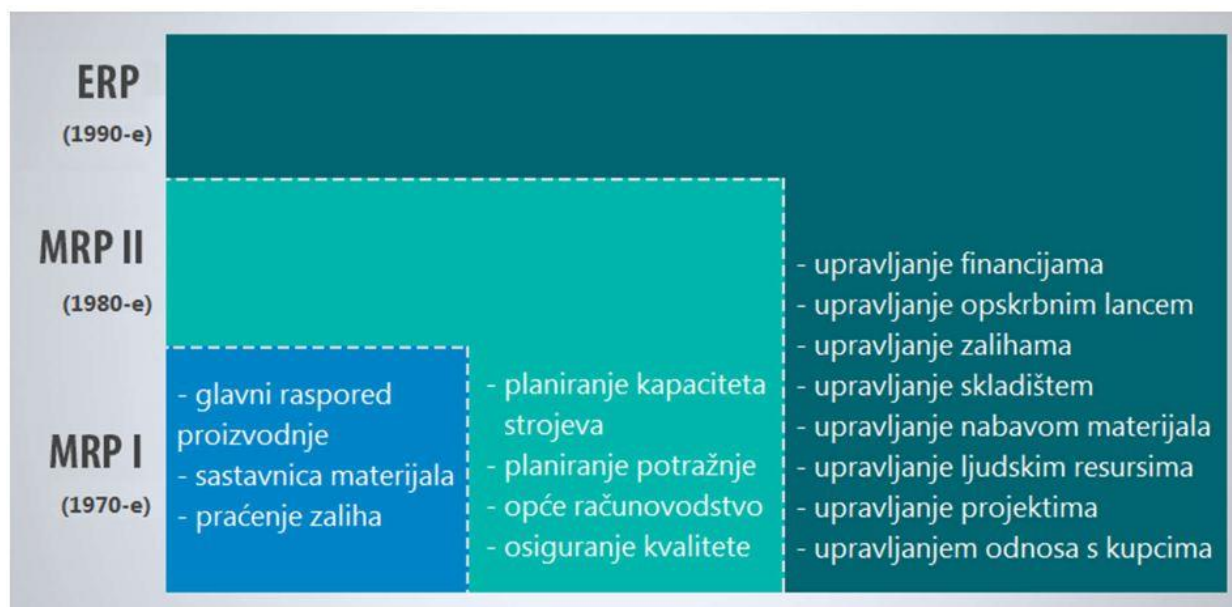 ERP
(1990-e)
MRP II
(1980-e)
MRP I
(1970-e)
- glavni raspored
proizvodnje
- sastavnica materijala
- praćenje zaliha
- planiranje kapaciteta
strojeva
- planiranje potražnje
- opće računovodstvo
- osiguranje kvalitete
- upravljanje financijama
- upravljanje opskrbnim lancem
- upravljanje zalihama
- upravljanje skladištem
- upravljanje nabavom materijala
- upravljanje ljudskim resursima
- upravljanje projektima
- upravljanjem odnosa s kupcima